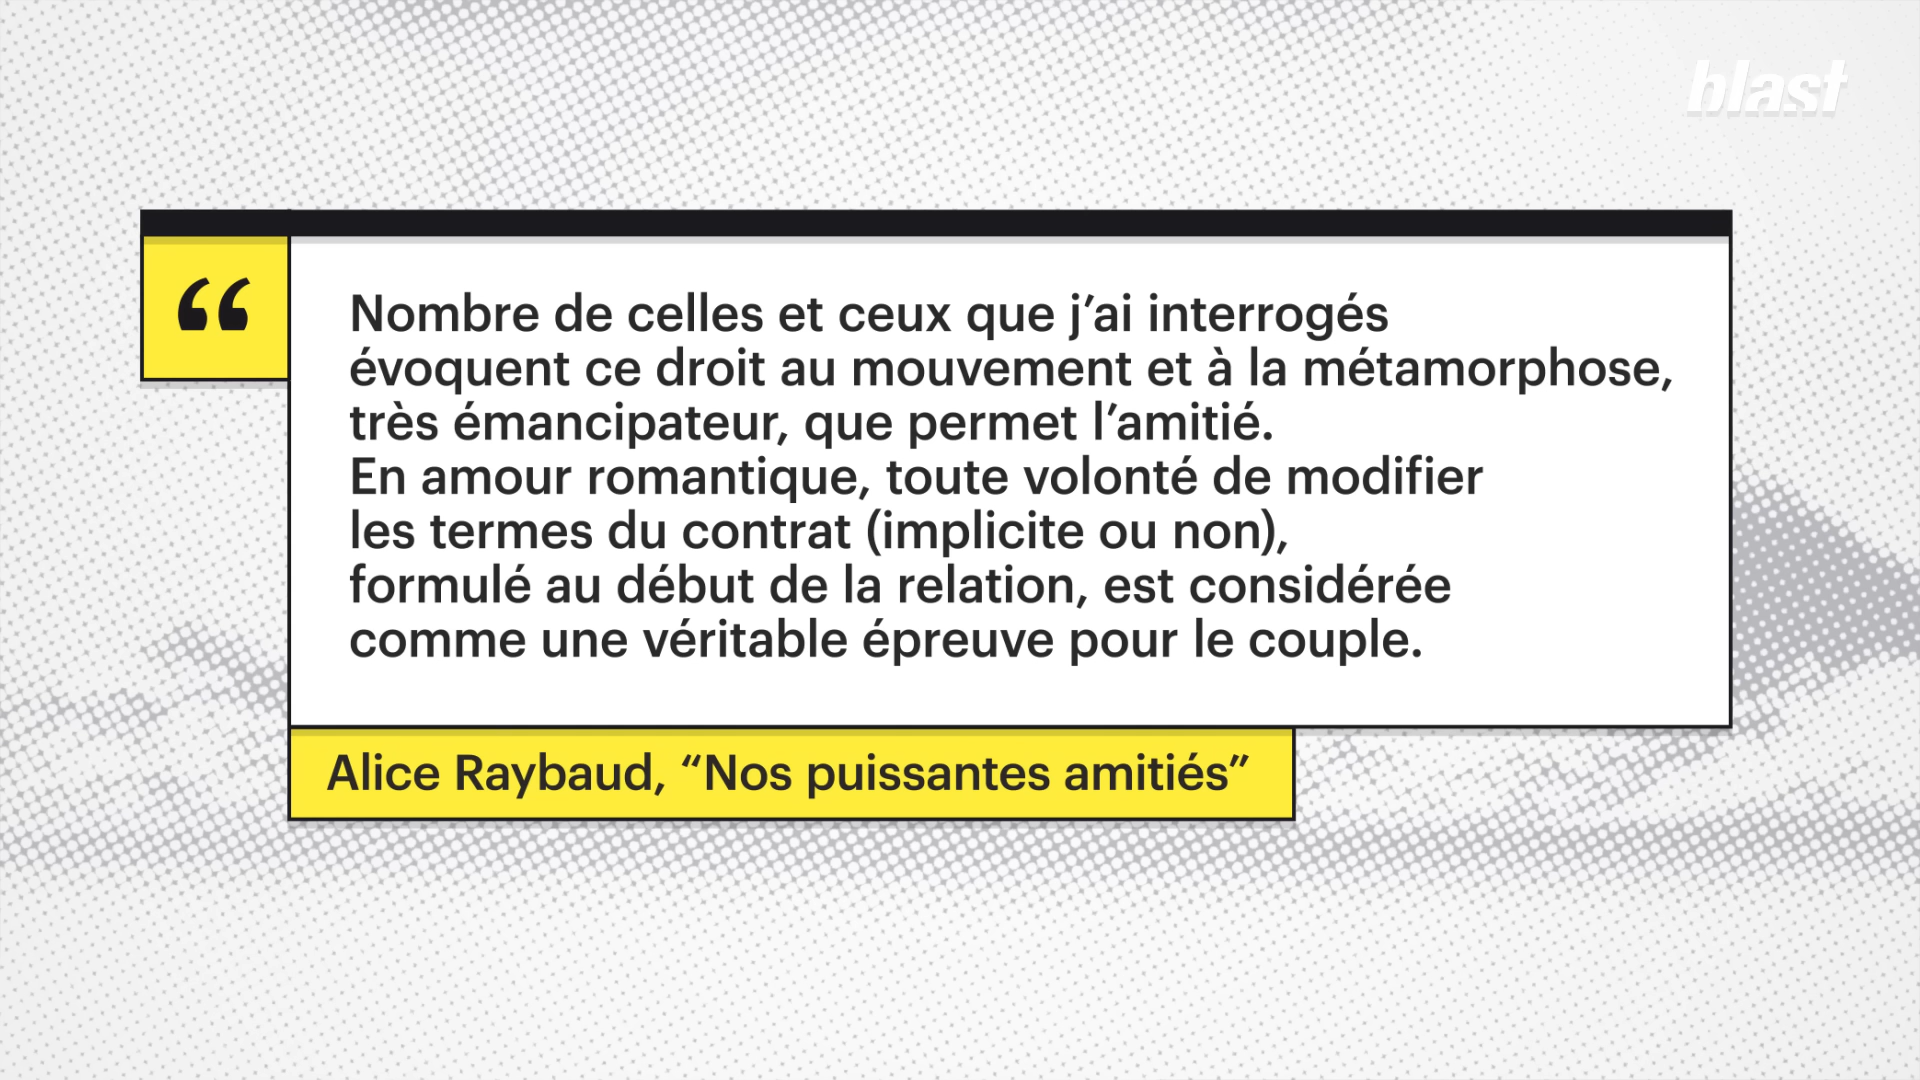 blast
“
Nombre de celles et ceux que j’ai interrogés
évoquent ce droit au mouvement et à la métamorphose,
très émancipateur, que permet l’amitié.
En amour romantique, toute volonté de modifier
les termes du contrat (implicite ou non),
formulé au début de la relation, est considérée
comme une véritable épreuve pour le couple.
Alice Raybaud, “Nos puissantes amitiés”